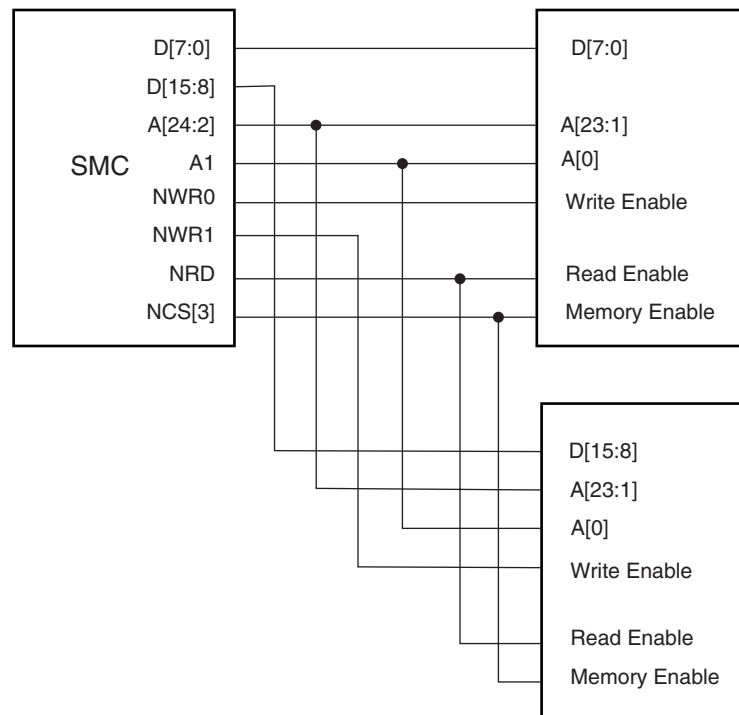 D[7:0]
D[15:8]
A[24:2]
SMC
A1
NWR0
NWR1
NRD
NCS[3]
D[7:0]
A[23:1]
A[0]
Write Enable
Read Enable
Memory Enable
D[15:8]
A[23:1]
A[0]
Write Enable
Read Enable
Memory Enable